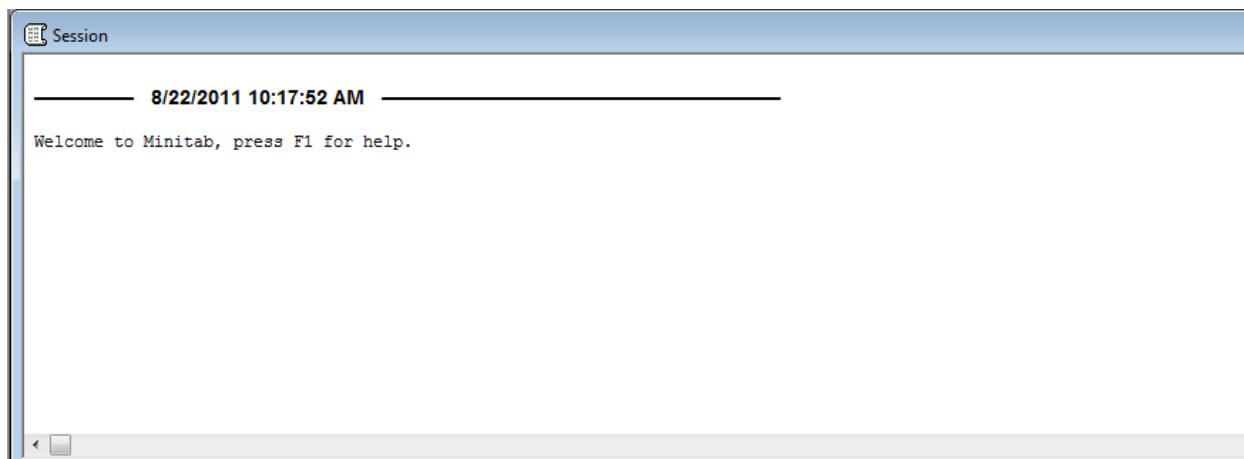 Session
8/22/2011 10:17:52 AM
Welcome to Minitab, press F1 for help.